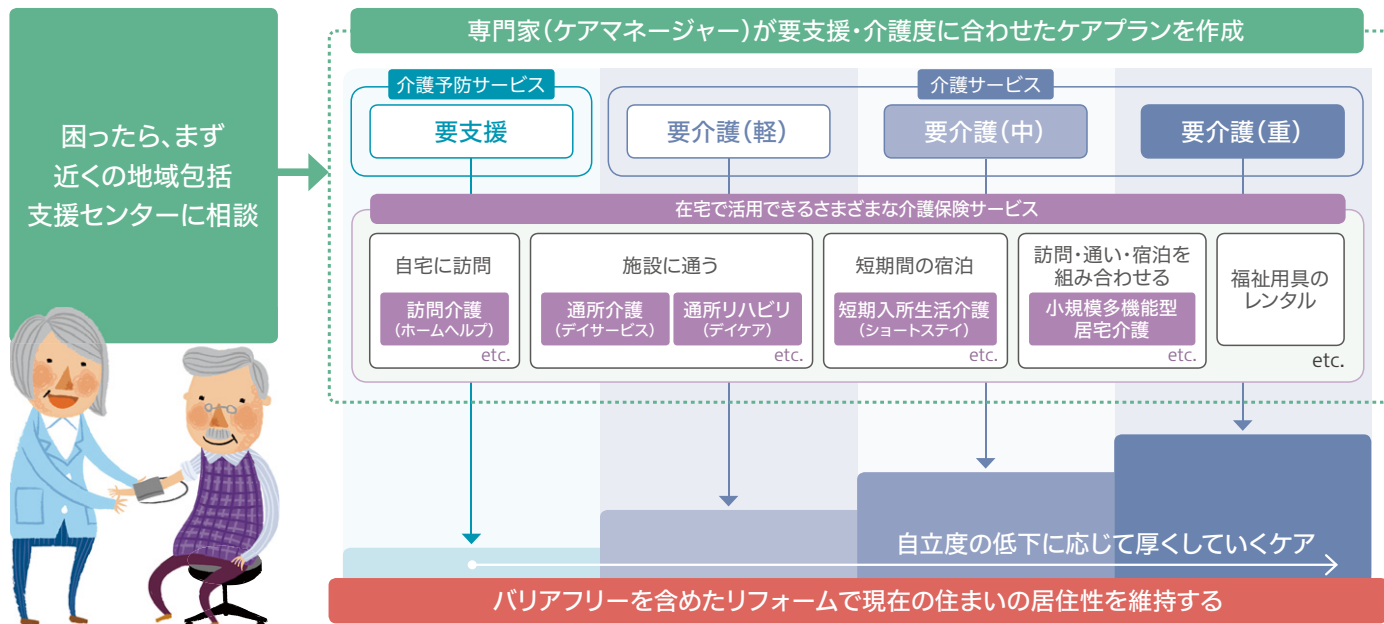 困ったら、まず
近くの地域包括
支援センターに相談
専門家（ケアマネージャー）が要支援・介護度に合わせたケアプランを作成
介護予防サービス
介護サービス
要支援
要介護（軽）
要介護（中）
要介護（重）
在宅で活用できるさまざまな介護保険サービス
自宅に訪問
訪問介護
（ホームヘルプ）
etc.
施設に通う
通所介護
（デイサービス）
通所リハビリ
（デイケア）
etc.
短期間の宿泊
短期入所生活介護
（ショートステイ）
etc.
訪問・通い・宿泊を
組み合わせる
小規模多機能型
居宅介護
etc.
福祉用具の
レンタル
etc.
自立度の低下に応じて厚くしていくケア
バリアフリーを含めたリフォームで現在の住まいの居住性を維持する